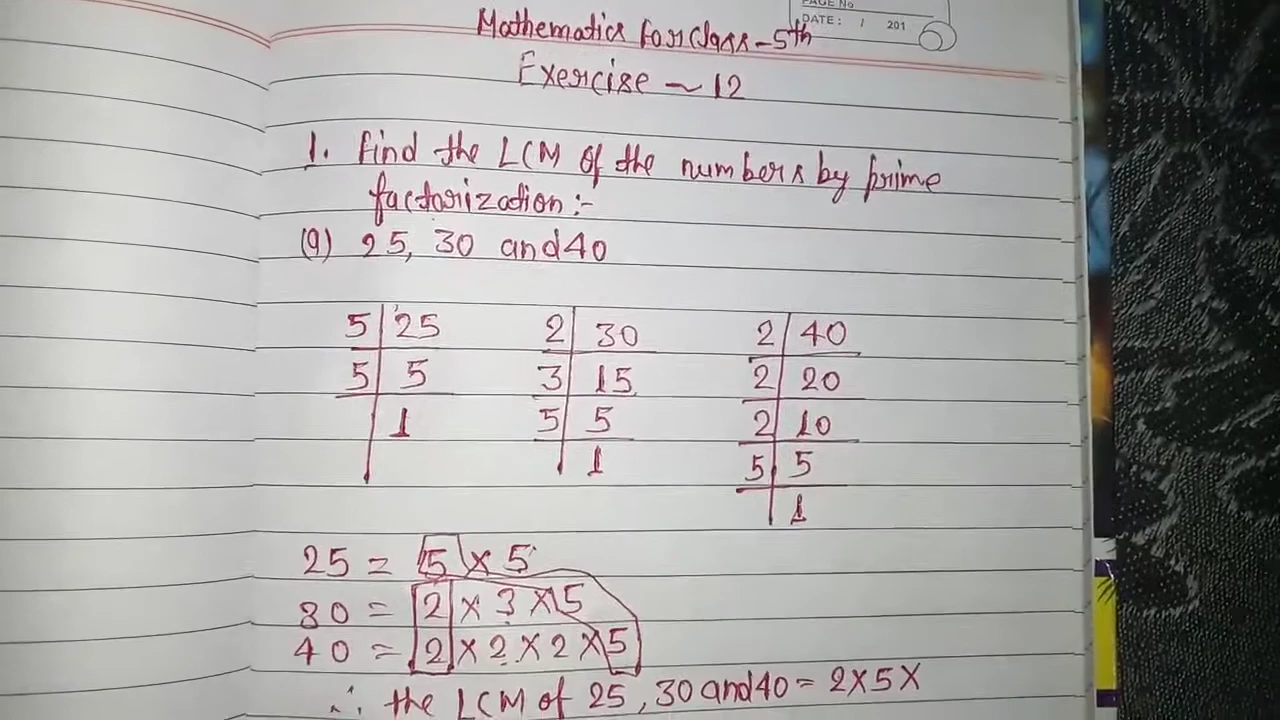 PAGE No
DATE: / 201
Mathematics for Class-5th
Exercise ~ 12
1. Find the LCM of the numbers by prime
factorization:-
(a) 25, 30 and 40
5 25 2 30 2 40
5 5 3 15 2 20
1 5 5 2 10
1 5 5
1
25 = 5 × 5
30 = 2 × 3 × 5
40 = 2 × 2 × 2 × 5
∴ the LCM of 25, 30 and 40 = 2×5×